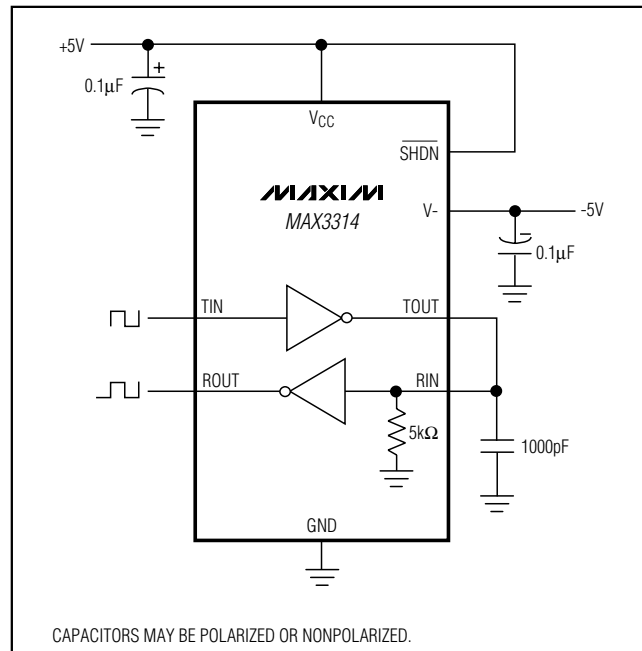 +5V
0.1µF
+
VCC
SHDN
MAXIM
MAX3314
V-
-5V
−
0.1µF
TIN
TOUT
ROUT
RIN
5kΩ
1000pF
GND
CAPACITORS MAY BE POLARIZED OR NONPOLARIZED.